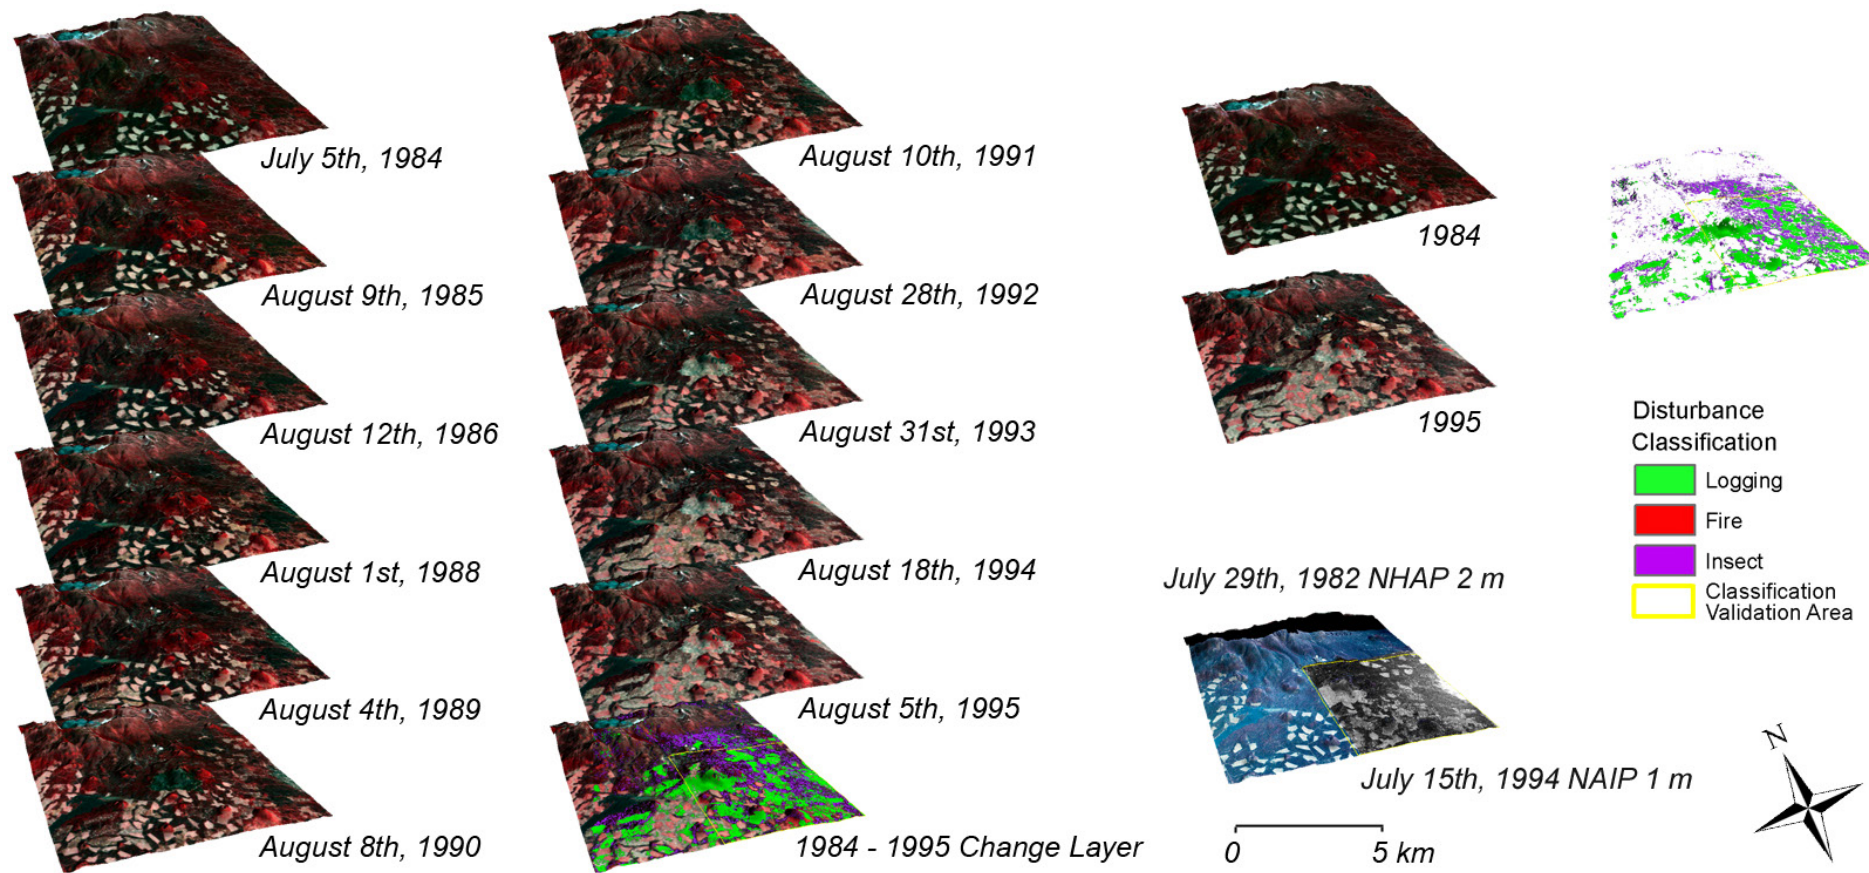 July 5th, 1984
August 9th, 1985
August 12th, 1986
August 1st, 1988
August 4th, 1989
August 8th, 1990
August 10th, 1991
August 28th, 1992
August 31st, 1993
August 18th, 1994
August 5th, 1995
1984 - 1995 Change Layer
1984
1995
July 29th, 1982 NHAP 2 m
July 15th, 1994 NAIP 1 m
0 5 km
Disturbance
Classification
Logging
Fire
Insect
Classification
Validation Area
N